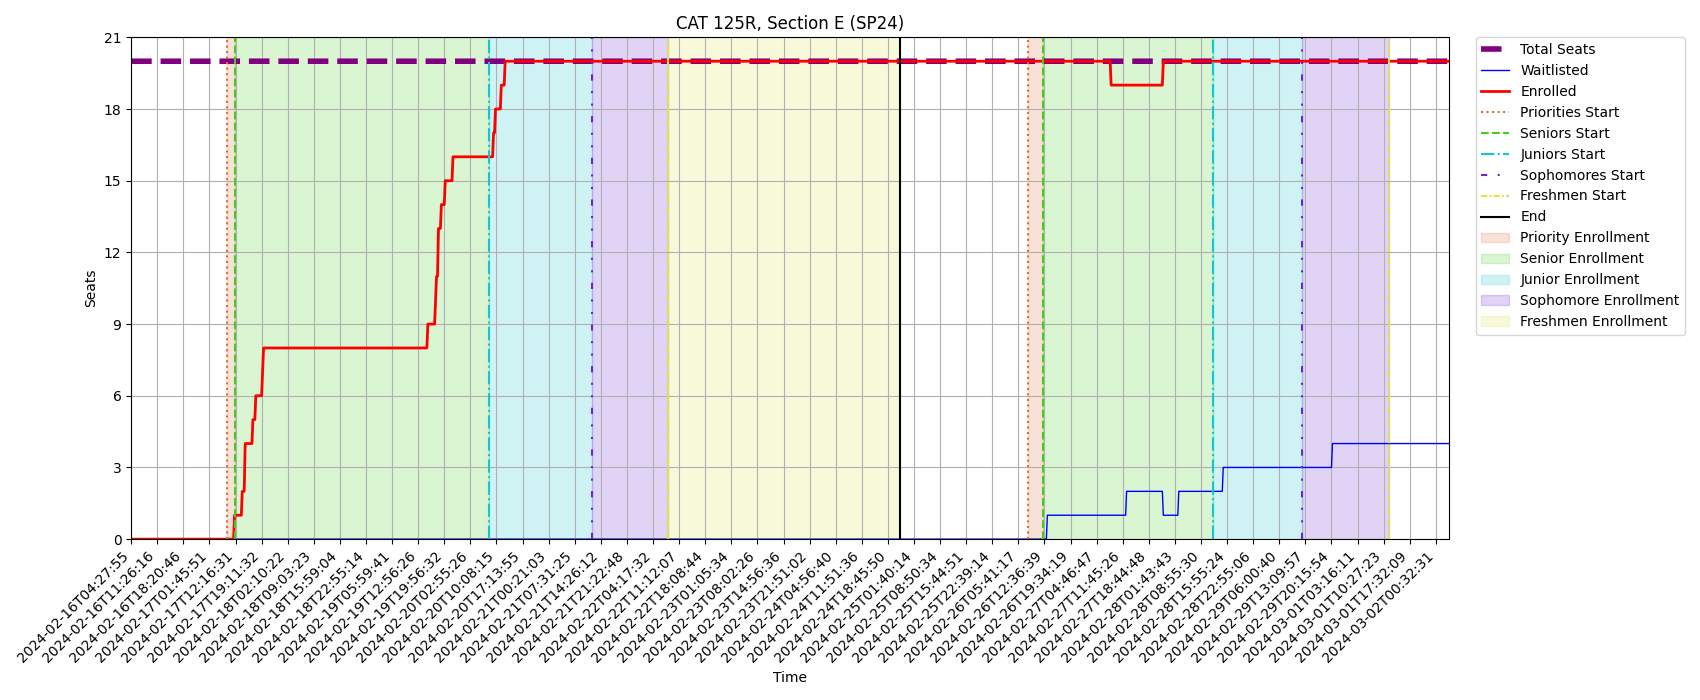 CAT 125R, Section E (SP24)
21
18
15
12
9
6
3
0
Seats
2024-02-16T04:27:55
2024-02-16T11:26:16
2024-02-16T18:20:46
2024-02-17T01:45:51
2024-02-17T12:16:31
2024-02-17T19:11:32
2024-02-18T02:10:22
2024-02-18T09:03:23
2024-02-18T15:59:04
2024-02-18T22:55:14
2024-02-19T05:59:41
2024-02-19T12:56:26
2024-02-19T19:56:32
2024-02-20T02:55:26
2024-02-20T10:08:15
2024-02-20T17:13:55
2024-02-21T00:21:03
2024-02-21T07:31:25
2024-02-21T14:26:12
2024-02-21T21:22:48
2024-02-22T04:17:32
2024-02-22T11:12:07
2024-02-22T18:08:44
2024-02-23T01:05:34
2024-02-23T08:02:26
2024-02-23T14:56:36
2024-02-23T21:51:02
2024-02-24T04:56:40
2024-02-24T11:51:36
2024-02-24T18:45:50
2024-02-25T01:40:14
2024-02-25T08:50:34
2024-02-25T15:44:51
2024-02-25T22:39:14
2024-02-26T05:41:17
2024-02-26T12:36:39
2024-02-26T19:34:19
2024-02-27T04:46:47
2024-02-27T11:45:26
2024-02-27T18:44:48
2024-02-28T01:43:43
2024-02-28T08:55:30
2024-02-28T15:55:24
2024-02-28T22:55:06
2024-02-29T06:00:40
2024-02-29T13:09:57
2024-02-29T20:15:54
2024-03-01T03:16:11
2024-03-01T10:27:23
2024-03-01T17:32:09
2024-03-02T00:32:31
Time
Total Seats
Waitlisted
Enrolled
Priorities Start
Seniors Start
Juniors Start
Sophomores Start
Freshmen Start
End
Priority Enrollment
Senior Enrollment
Junior Enrollment
Sophomore Enrollment
Freshmen Enrollment